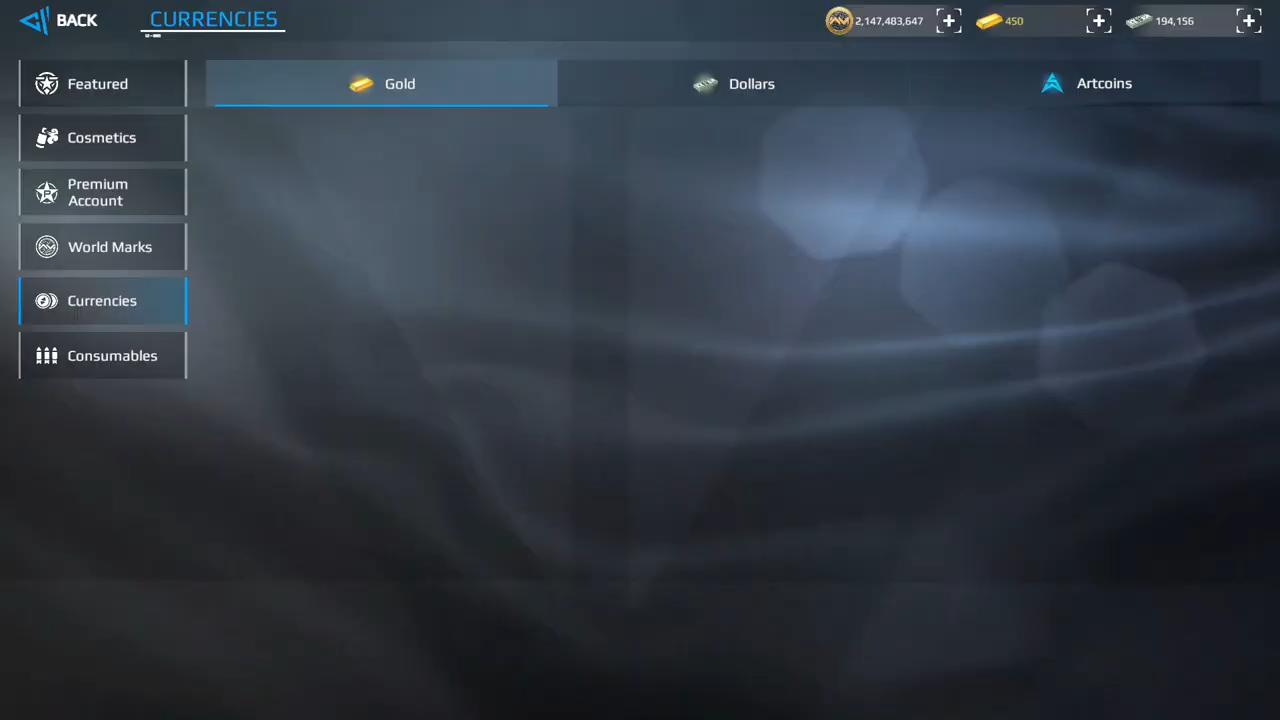 BACK
CURRENCIES
2,147,483,647
450
194,156
Featured
Cosmetics
Premium
Account
World Marks
Currencies
Consumables
Gold
Dollars
Artcoins